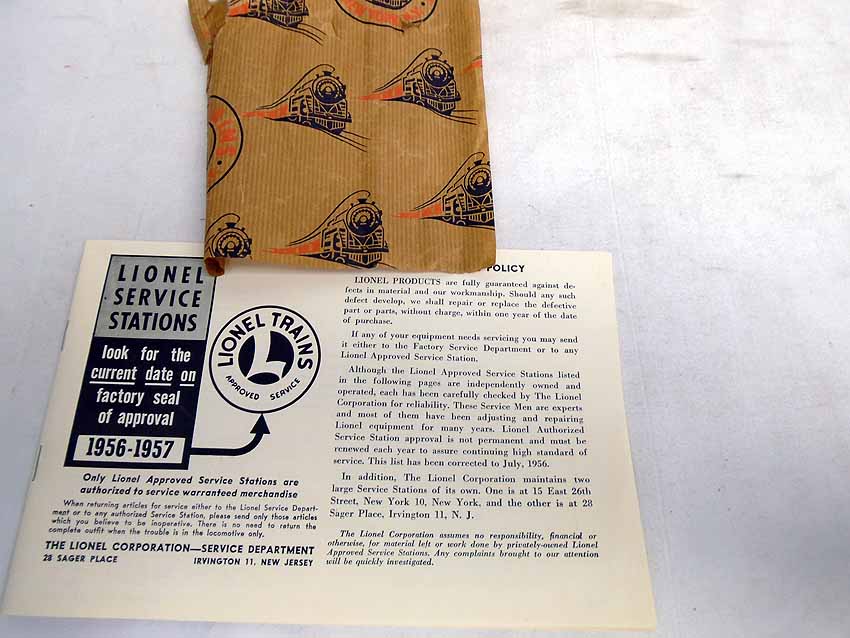 NEW YORK, N.Y.
LINES
LIONEL
SERVICE
STATIONS
look for the
current date on
factory seal
of approval
1956-1957
LIONEL TRAINS
L
APPROVED SERVICE
Only Lionel Approved Service Stations are
authorized to service warranteed merchandise
When returning articles for service either to the Lionel Service Depart-
ment or to any authorized Service Station, please send only those articles
which you believe to be inoperative. There is no need to return the
complete outfit when the trouble is in the locomotive only.
THE LIONEL CORPORATION—SERVICE DEPARTMENT
28 SAGER PLACE IRVINGTON 11, NEW JERSEY
POLICY
LIONEL PRODUCTS are fully guaranteed against de-
fects in material and our workmanship. Should any such
defect develop, we shall repair or replace the defective
part or parts, without charge, within one year of the date
of purchase.
If any of your equipment needs servicing you may send
it either to the Factory Service Department or to any
Lionel Approved Service Station.
Although the Lionel Approved Service Stations listed
in the following pages are independently owned and
operated, each has been carefully checked by The Lionel
Corporation for reliability. These Service Men are experts
and most of them have been adjusting and repairing
Lionel equipment for many years. Lionel Authorized
Service Station approval is not permanent and must be
renewed each year to assure continuing high standard of
service. This list has been corrected to July, 1956.
In addition, The Lionel Corporation maintains two
large Service Stations of its own. One is at 15 East 26th
Street, New York 10, New York, and the other is at 28
Sager Place, Irvington 11, N. J.
The Lionel Corporation assumes no responsibility, financial or
otherwise, for material left or work done by privately-owned Lionel
Approved Service Stations. Any complaints brought to our attention
will be quickly investigated.